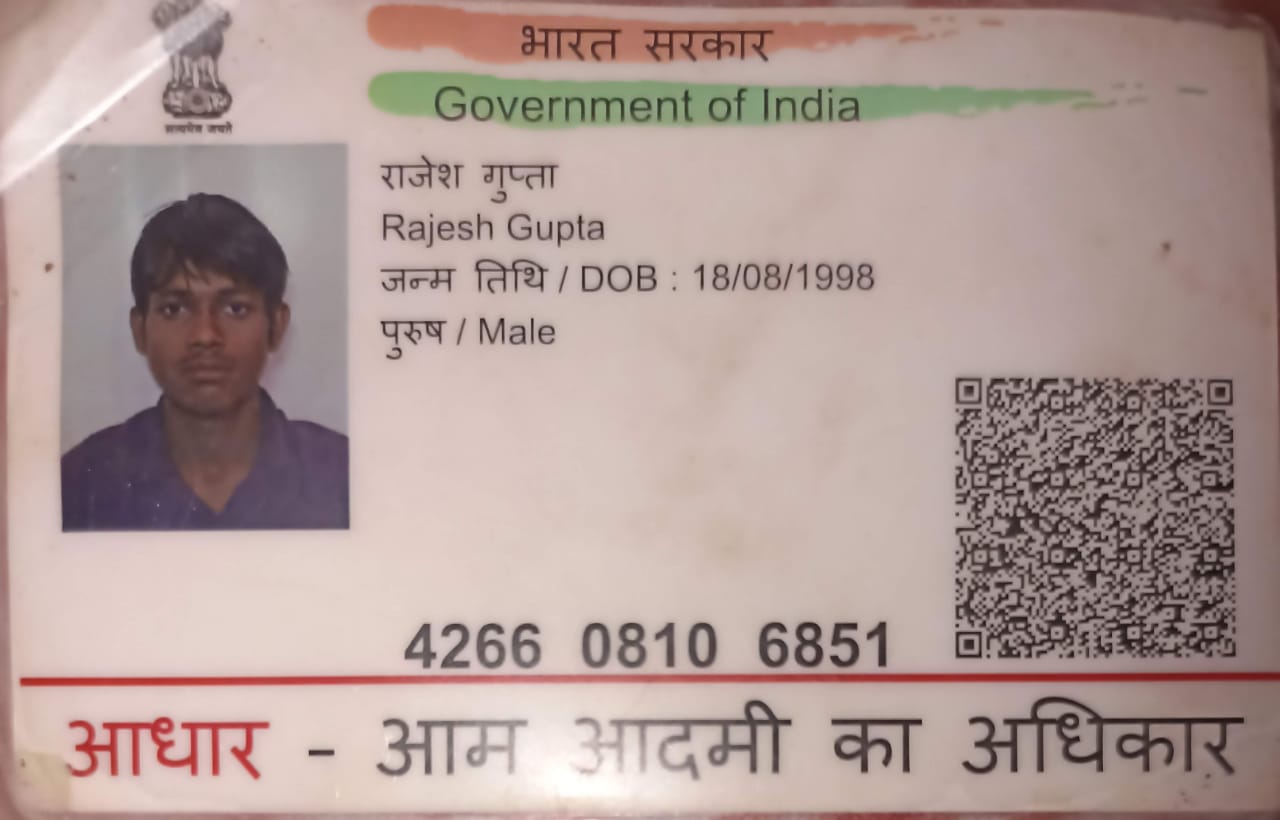 सत्यमेव जयते
भारत सरकार
Government of India
राजेश गुप्ता
Rajesh Gupta
जन्म तिथि / DOB : 18/08/1998
पुरुष / Male
4266 0810 6851
आधार - आम आदमी का अधिकार